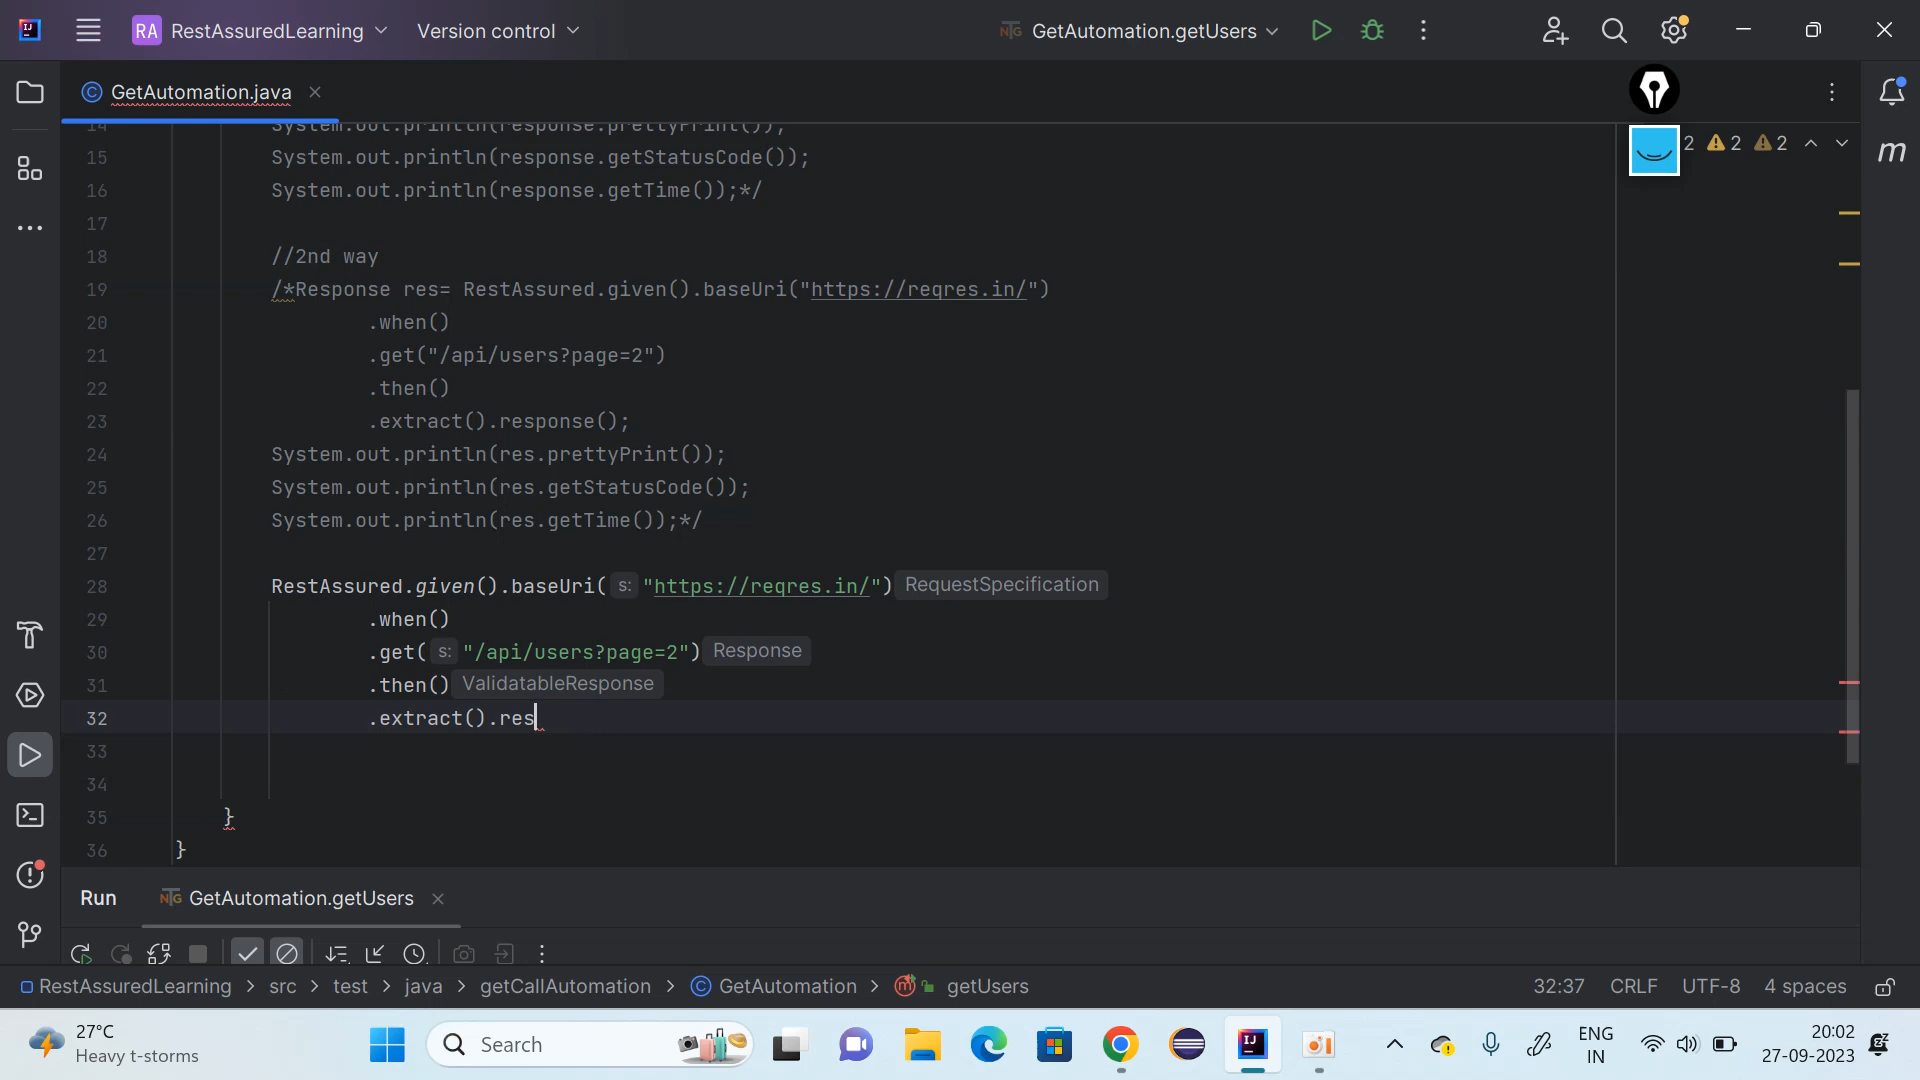 RA RestAssuredLearning Version control GetAutomation.getUsers
GetAutomation.java
14 System.out.println(response.prettyPrint());
15 System.out.println(response.getStatusCode());
16 System.out.println(response.getTime());*/
17
18 //2nd way
19 /*Response res= RestAssured.given().baseUri("https://reqres.in/")
20 .when()
21 .get("/api/users?page=2")
22 .then()
23 .extract().response();
24 System.out.println(res.prettyPrint());
25 System.out.println(res.getStatusCode());
26 System.out.println(res.getTime());*/
27
28 RestAssured.given().baseUri( s: "https://reqres.in/") RequestSpecification
29 .when()
30 .get( s: "/api/users?page=2") Response
31 .then() ValidatableResponse
32 .extract().res
33
34
35 }
36 }
2 2 2
m
Run GetAutomation.getUsers
RestAssuredLearning > src > test > java > getCallAutomation > GetAutomation > getUsers 32:37 CRLF UTF-8 4 spaces
27°C
Heavy t-storms
Search
ENG
IN
20:02
27-09-2023